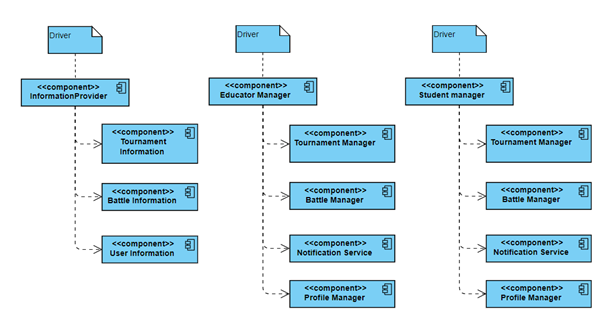 Driver
<<component>>
InformationProvider
<<component>>
Tournament
Information
<<component>>
Battle Information
<<component>>
User Information
Driver
<<component>>
Educator Manager
<<component>>
Tournament Manager
<<component>>
Battle Manager
<<component>>
Notification Service
<<component>>
Profile Manager
Driver
<<component>>
Student manager
<<component>>
Tournament Manager
<<component>>
Battle Manager
<<component>>
Notification Service
<<component>>
Profile Manager